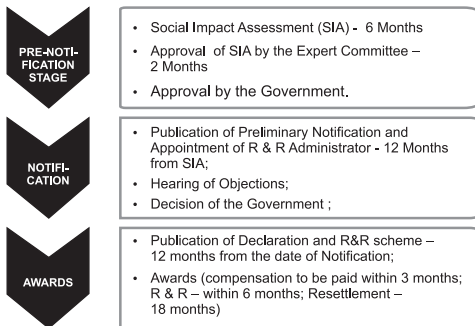 PRE-NOTI-
FICATION
STAGE
• Social Impact Assessment (SIA) - 6 Months
• Approval of SIA by the Expert Committee –
2 Months
• Approval by the Government.
NOTIFI-
CATION
• Publication of Preliminary Notification and
Appointment of R & R Administrator - 12 Months
from SIA;
• Hearing of Objections;
• Decision of the Government ;
AWARDS
• Publication of Declaration and R&R scheme –
12 months from the date of Notification;
• Awards (compensation to be paid within 3 months;
R & R – within 6 months; Resettlement –
18 months)